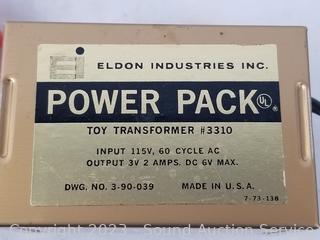 Ei ELDON INDUSTRIES INC.
POWER PACK UL ®
TOY TRANSFORMER #3310
INPUT 115V, 60 CYCLE AC
OUTPUT 3V 2 AMPS. DC 6V MAX.
DWG. NO. 3-90-039 MADE IN U.S.A.
7-73-138
Copyright 2023 Sound Auction Service